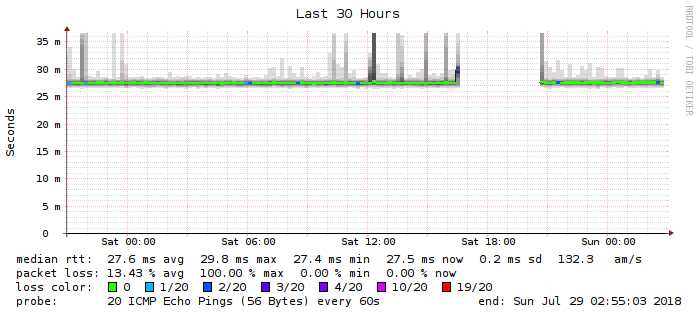 Last 30 Hours
RRDTOOL / TOBI OETIKER
Seconds
35 m
30 m
25 m
20 m
15 m
10 m
5 m
0
Sat 00:00 Sat 06:00 Sat 12:00 Sat 18:00 Sun 00:00
median rtt: 27.6 ms avg 29.8 ms max 27.4 ms min 27.5 ms now 0.2 ms sd 132.3 am/s
packet loss: 13.43 % avg 100.00 % max 0.00 % min 0.00 % now
loss color: 0 1/20 2/20 3/20 4/20 10/20 19/20
probe: 20 ICMP Echo Pings (56 Bytes) every 60s end: Sun Jul 29 02:55:03 2018